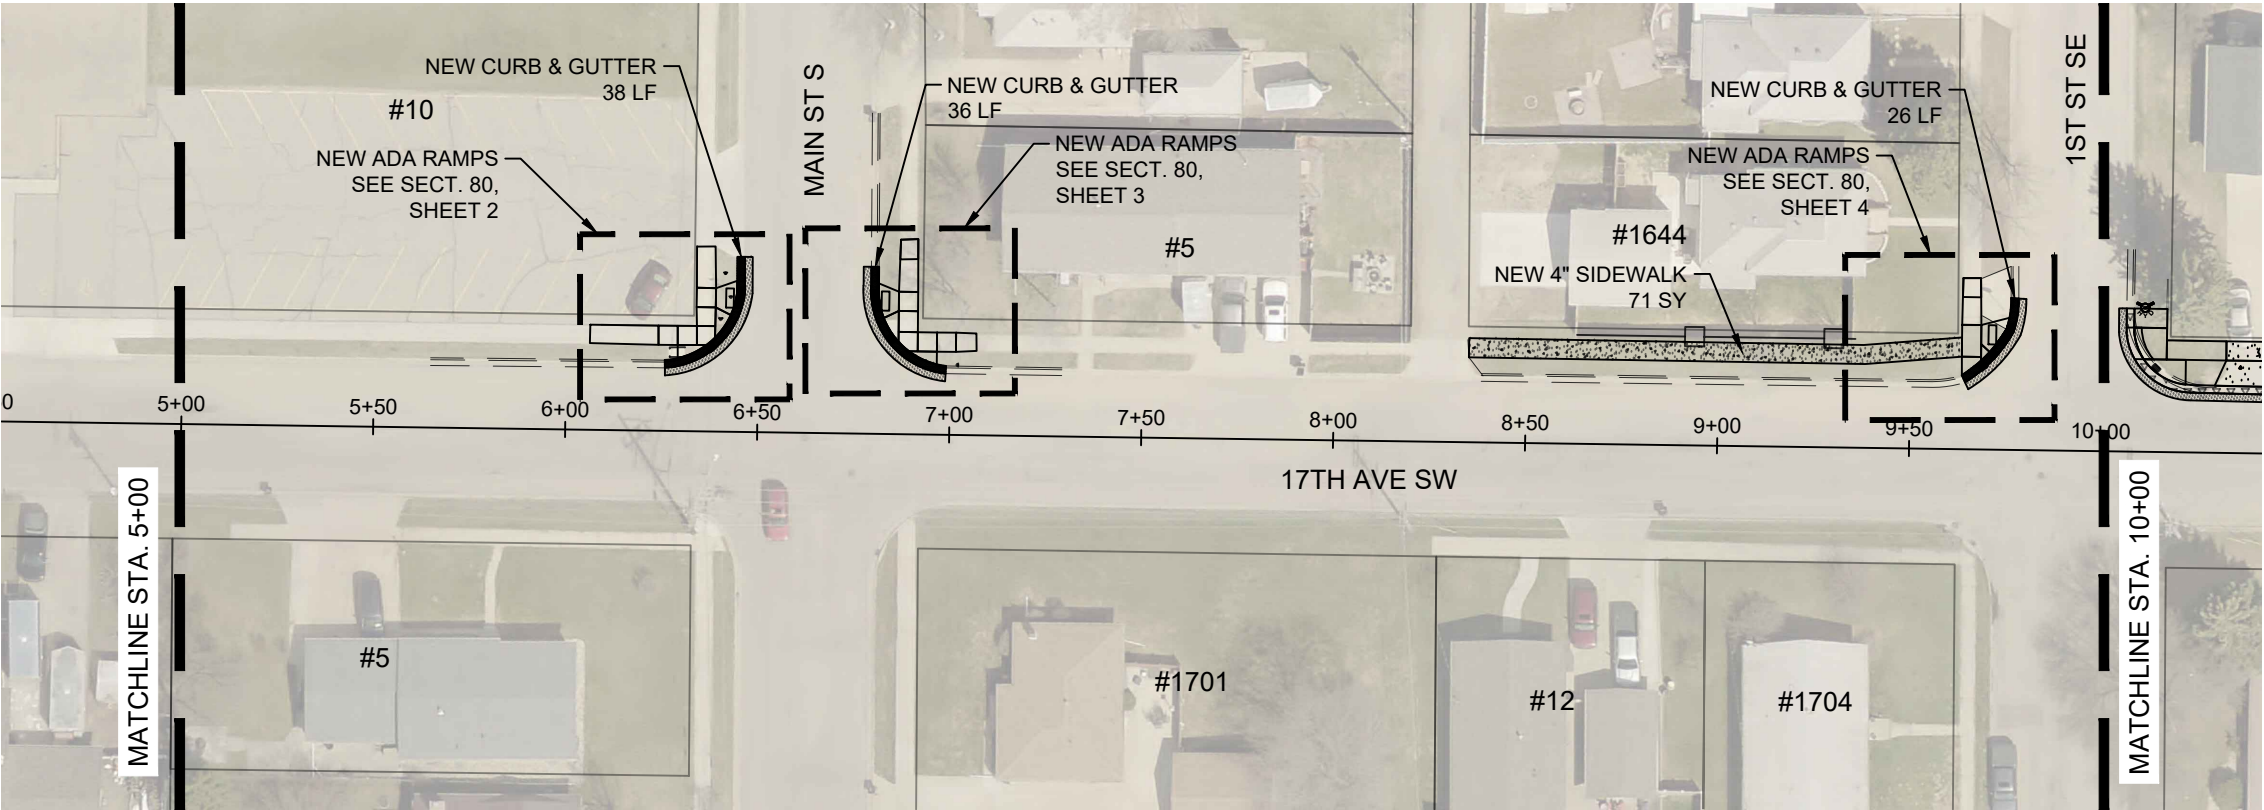 NEW CURB & GUTTER
38 LF
#10
NEW ADA RAMPS
SEE SECT. 80,
SHEET 2
MAIN ST S
NEW CURB & GUTTER
36 LF
NEW ADA RAMPS
SEE SECT. 80,
SHEET 3
#5
NEW CURB & GUTTER
26 LF
NEW ADA RAMPS
SEE SECT. 80,
SHEET 4
#1644
NEW 4" SIDEWALK
71 SY
1ST ST SE
0
5+00
5+50
6+00
6+50
7+00
7+50
8+00
8+50
9+00
9+50
10+00
17TH AVE SW
MATCHLINE STA. 5+00
MATCHLINE STA. 10+00
#5
#1701
#12
#1704